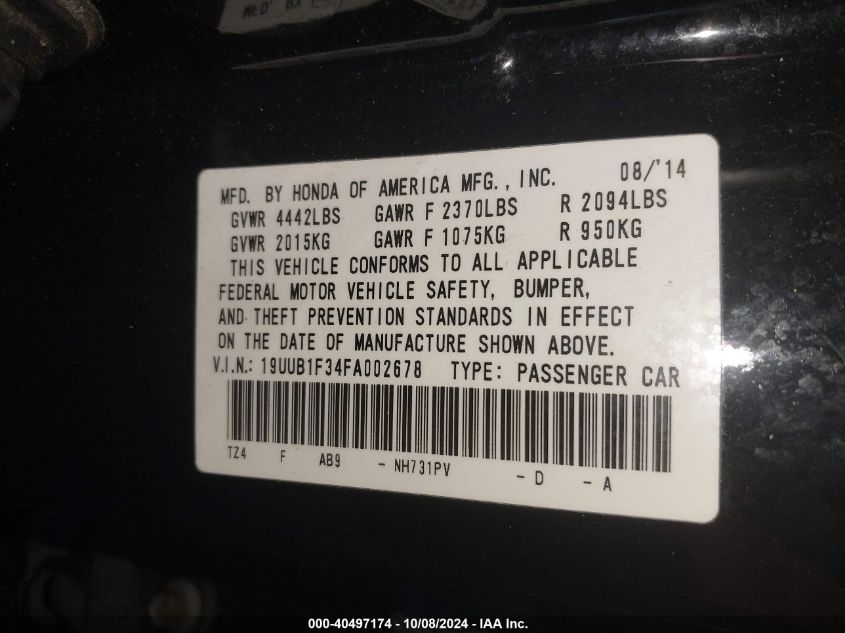 MFD. BY HONDA OF AMERICA MFG., INC. 08/'14
GVWR 4442LBS GAWR F 2370LBS R 2094LBS
GVWR 2015KG GAWR F 1075KG R 950KG
THIS VEHICLE CONFORMS TO ALL APPLICABLE
FEDERAL MOTOR VEHICLE SAFETY, BUMPER,
AND THEFT PREVENTION STANDARDS IN EFFECT
ON THE DATE OF MANUFACTURE SHOWN ABOVE.
V.I.N.: 19UUB1F34FA002678 TYPE: PASSENGER CAR
TZ4 F AB9 - NH731PV - D - A
000-40497174 - 10/08/2024 - IAA Inc.